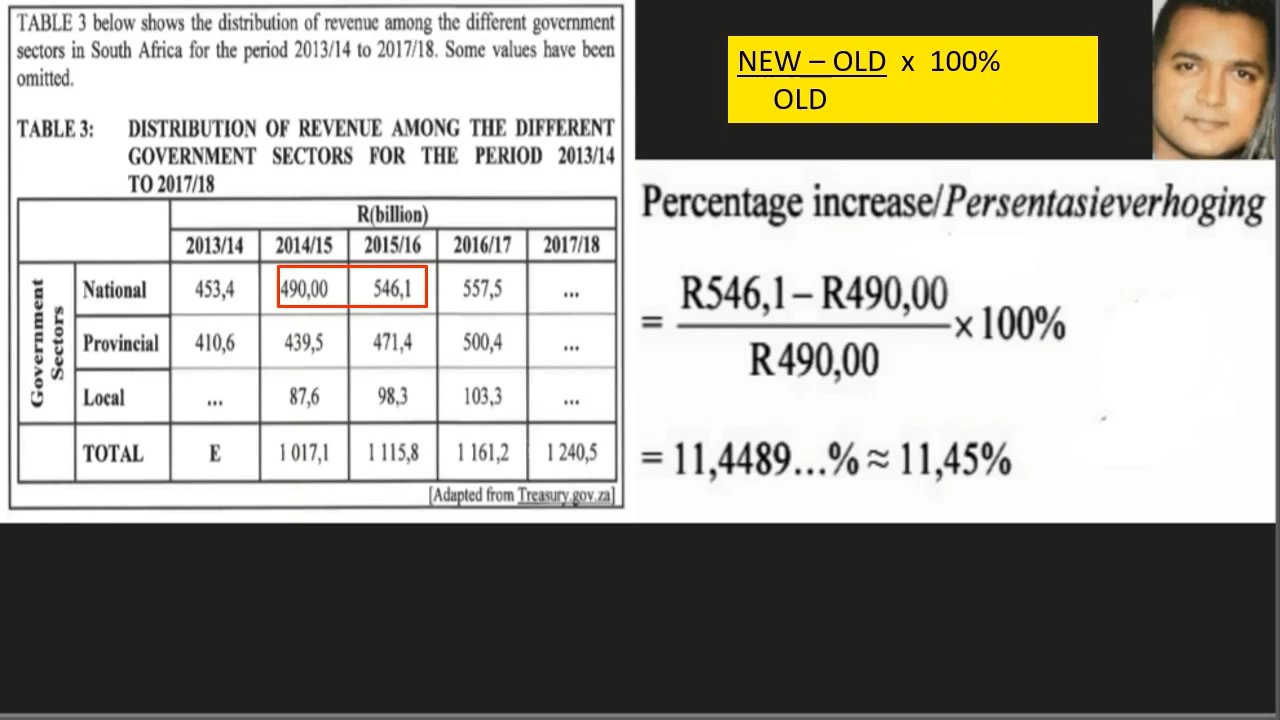 TABLE 3 below shows the distribution of revenue among the different government
sectors in South Africa for the period 2013/14 to 2017/18. Some values have been
omitted.
TABLE 3: DISTRIBUTION OF REVENUE AMONG THE DIFFERENT
GOVERNMENT SECTORS FOR THE PERIOD 2013/14
TO 2017/18
R(billion)
2013/14 2014/15 2015/16 2016/17 2017/18
Government
Sectors
National 453,4 490,00 546,1 557,5 ...
Provincial 410,6 439,5 471,4 500,4 ...
Local ... 87,6 98,3 103,3 ...
TOTAL E 1 017,1 1 115,8 1 161,2 1 240,5
[Adapted from Treasury.gov.za]
NEW – OLD x 100%
OLD
Percentage increase/Persentasieverhoging
= R546,1 – R490,00 × 100%
R490,00
= 11,4489...% ≈ 11,45%